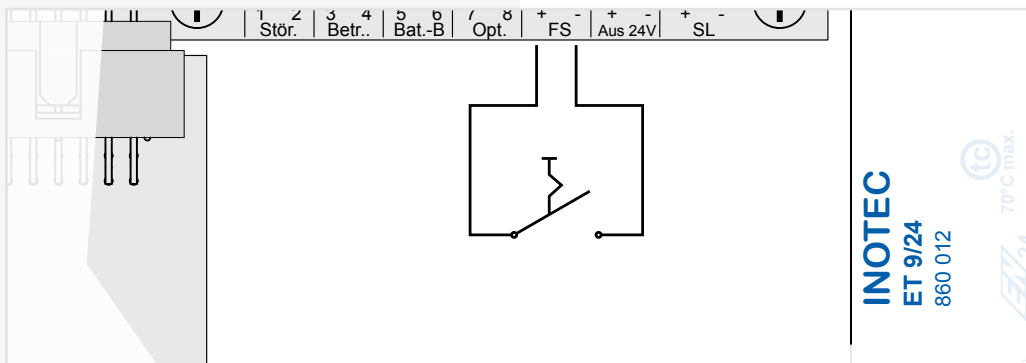 1 2 3 4 5 6 7 8 + - + - + -
Stör. Betr.. Bat.-B Opt. FS Aus 24V SL
INOTEC
ET 9/24
860 012
tc
70°C max.